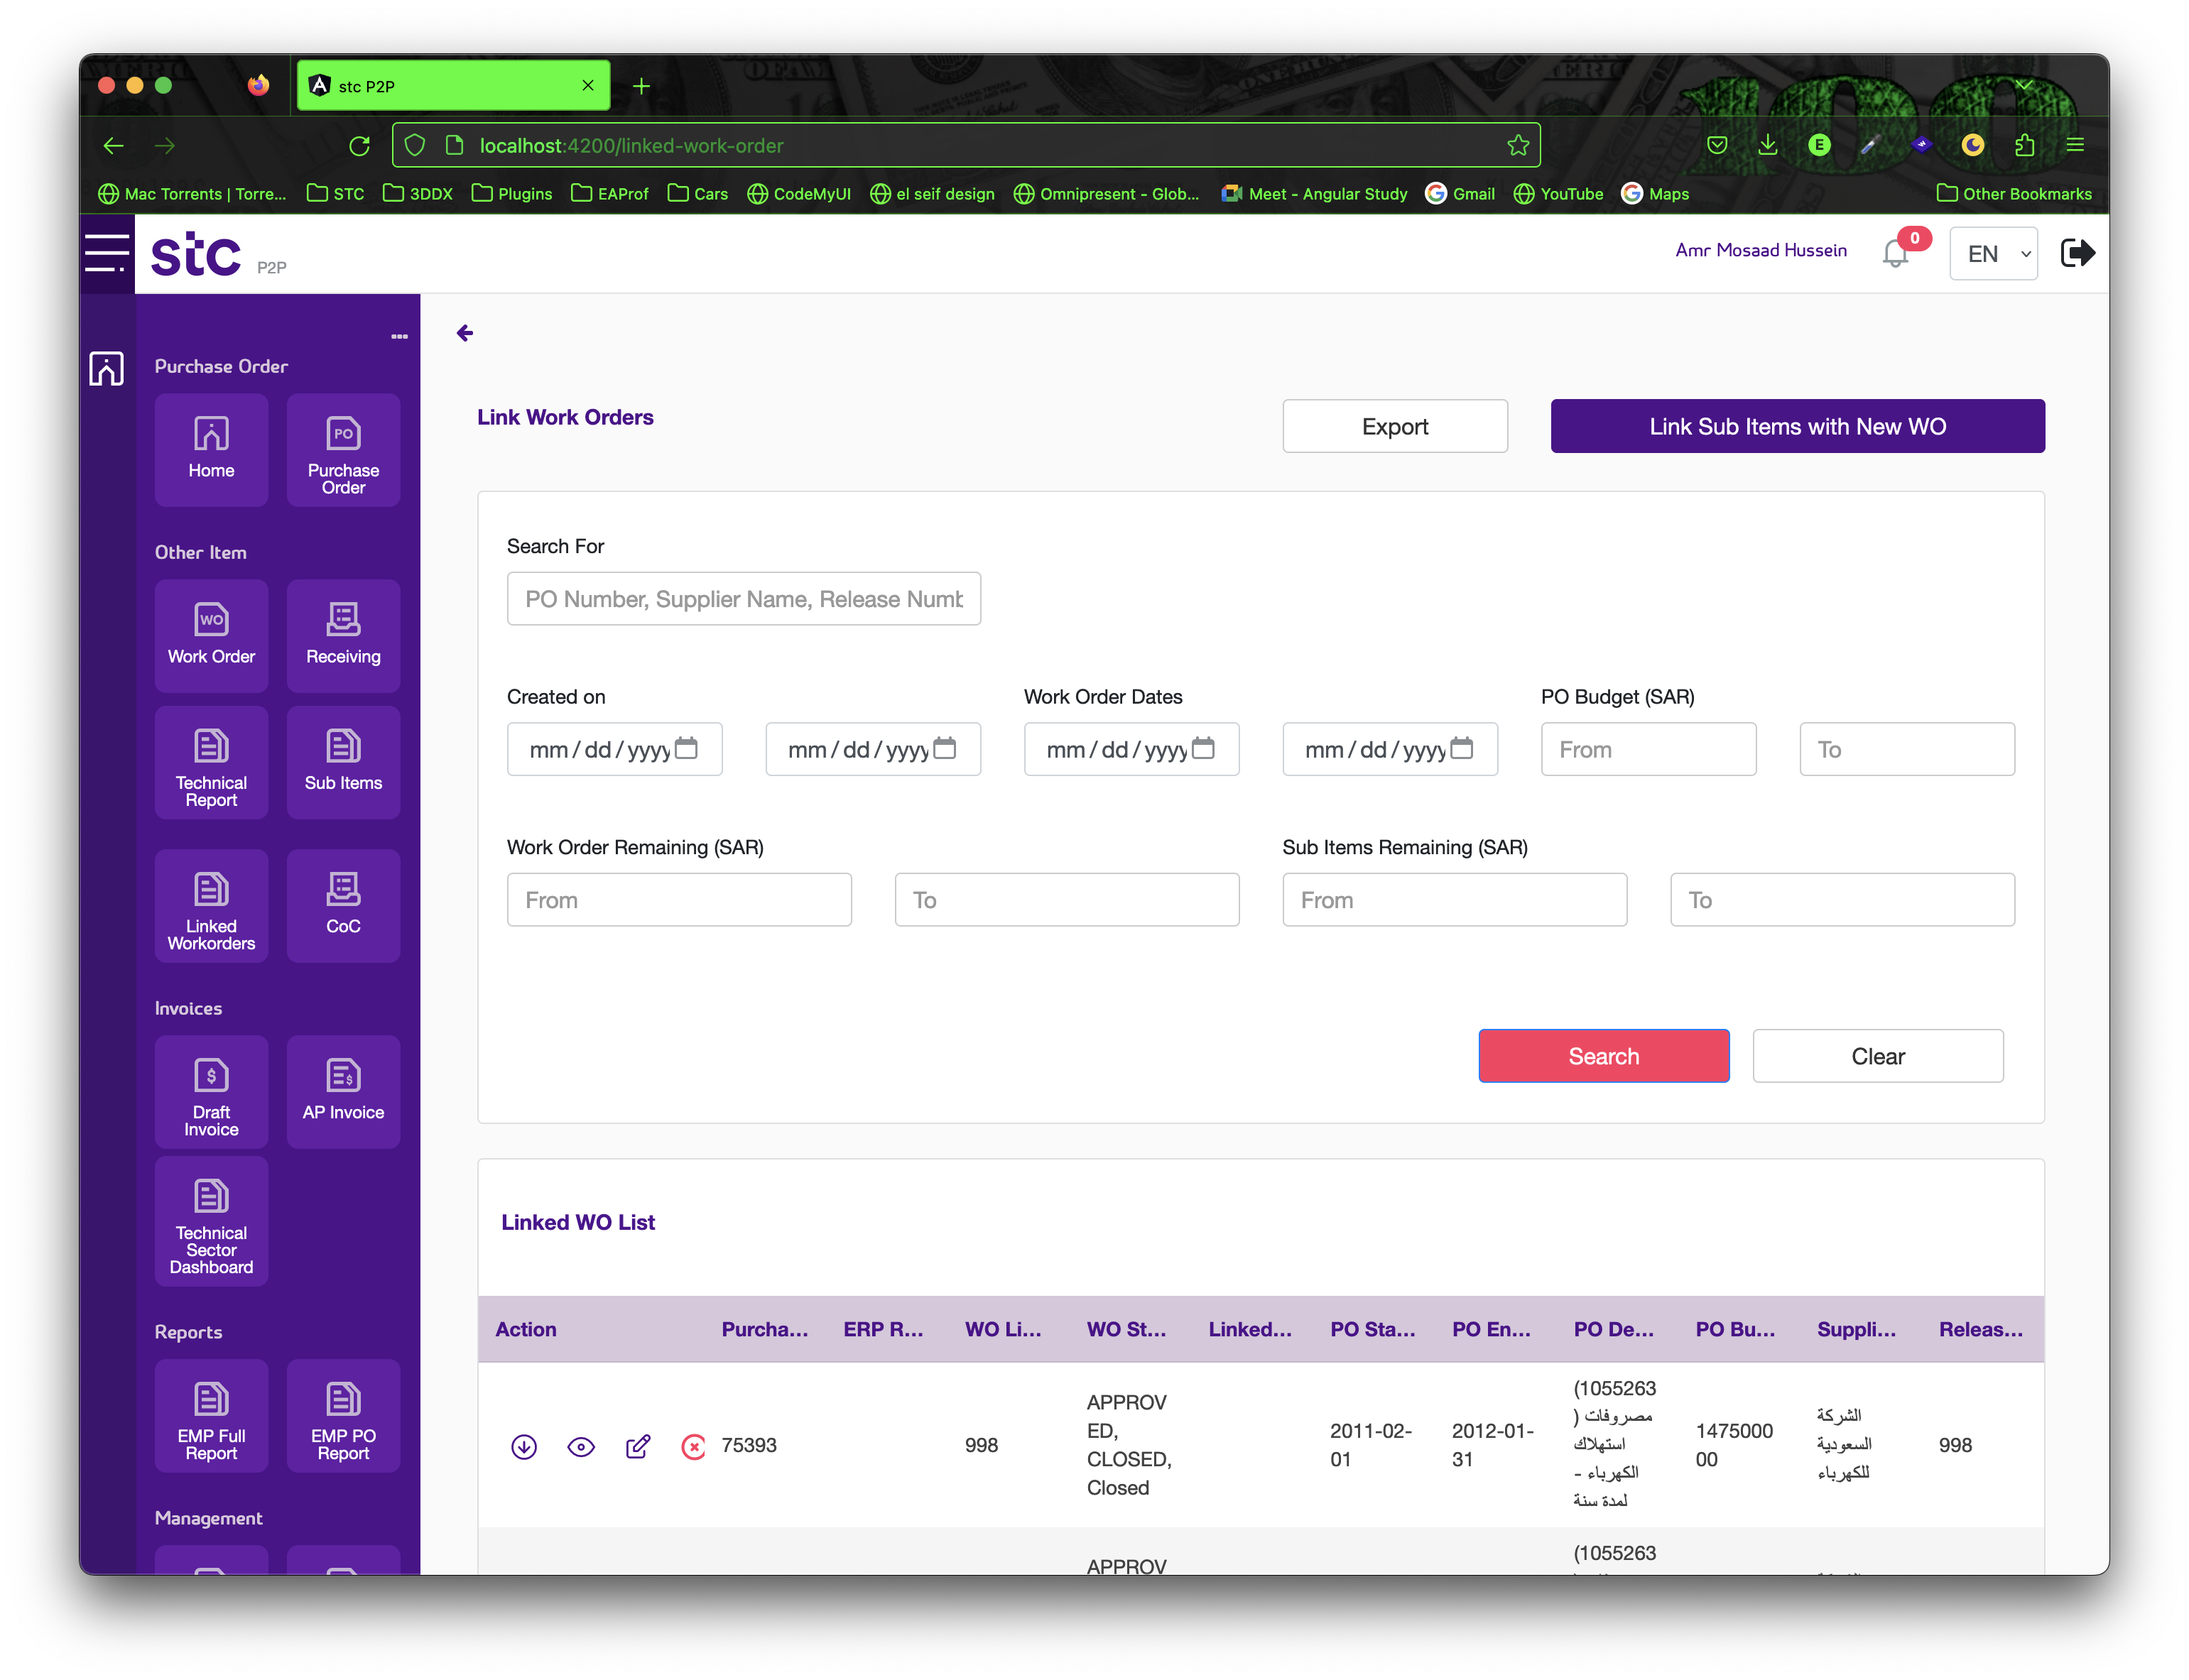 stc P2P
localhost:4200/linked-work-order
E
Mac Torrents | Torre...
STC
3DDX
Plugins
EAProf
Cars
CodeMyUI
el seif design
Omnipresent - Glob...
Meet - Angular Study
Gmail
YouTube
Maps
Other Bookmarks
stc P2P
Amr Mosaad Hussein
0
EN
Purchase Order
Home
PO
Purchase
Order
Other Item
WO
Work Order
Receiving
Technical
Report
Sub Items
Linked
Workorders
CoC
Invoices
$
Draft
Invoice
$
AP Invoice
Technical
Sector
Dashboard
Reports
EMP Full
Report
EMP PO
Report
Management
Link Work Orders
Export
Link Sub Items with New WO
Search For
PO Number, Supplier Name, Release Numb
Created on
mm/dd/yyyy
mm/dd/yyyy
Work Order Dates
mm/dd/yyyy
mm/dd/yyyy
PO Budget (SAR)
From
To
Work Order Remaining (SAR)
From
To
Sub Items Remaining (SAR)
From
To
Search
Clear
Linked WO List
Action
Purcha...
ERP R...
WO Li...
WO St...
Linked...
PO Sta...
PO En...
PO De...
PO Bu...
Suppli...
Releas...
75393
998
APPROV
ED,
CLOSED,
Closed
2011-02-
01
2012-01-
31
(1055263
مصروفات (
استهلاك
الكهرباء -
لمدة سنة
1475000
00
الشركة
السعودية
للكهرباء
998
APPROV
(1055263